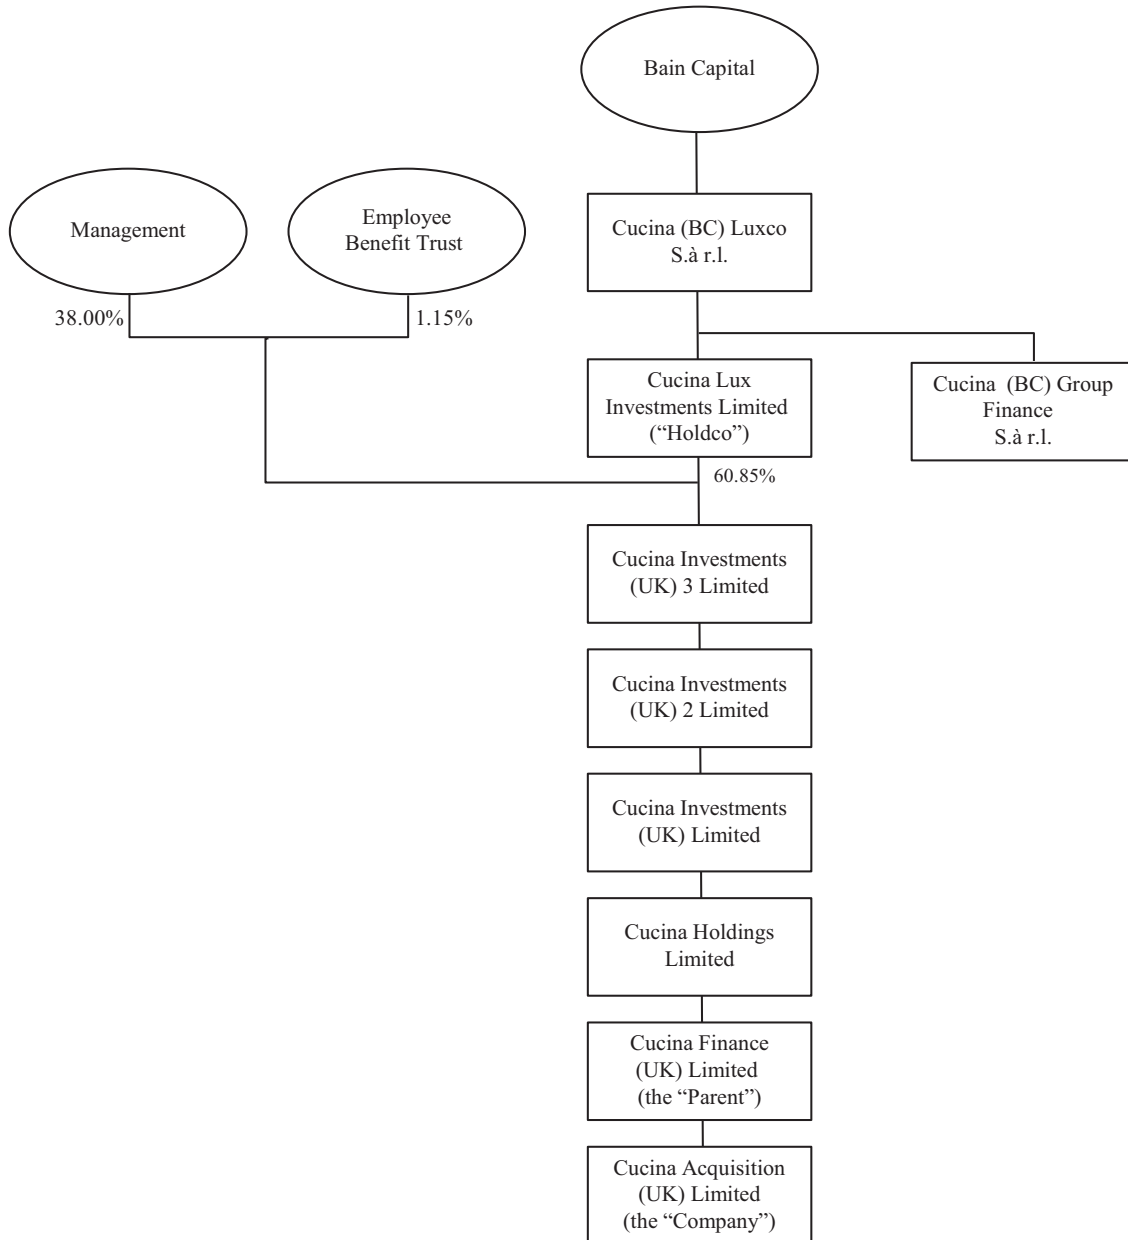 Bain Capital
Management
Employee
Benefit Trust
Cucina (BC) Luxco
S.à r.l.
38.00%
1.15%
Cucina Lux
Investments Limited
(“Holdco”)
Cucina (BC) Group
Finance
S.à r.l.
60.85%
Cucina Investments
(UK) 3 Limited
Cucina Investments
(UK) 2 Limited
Cucina Investments
(UK) Limited
Cucina Holdings
Limited
Cucina Finance
(UK) Limited
(the “Parent”)
Cucina Acquisition
(UK) Limited
(the “Company”)